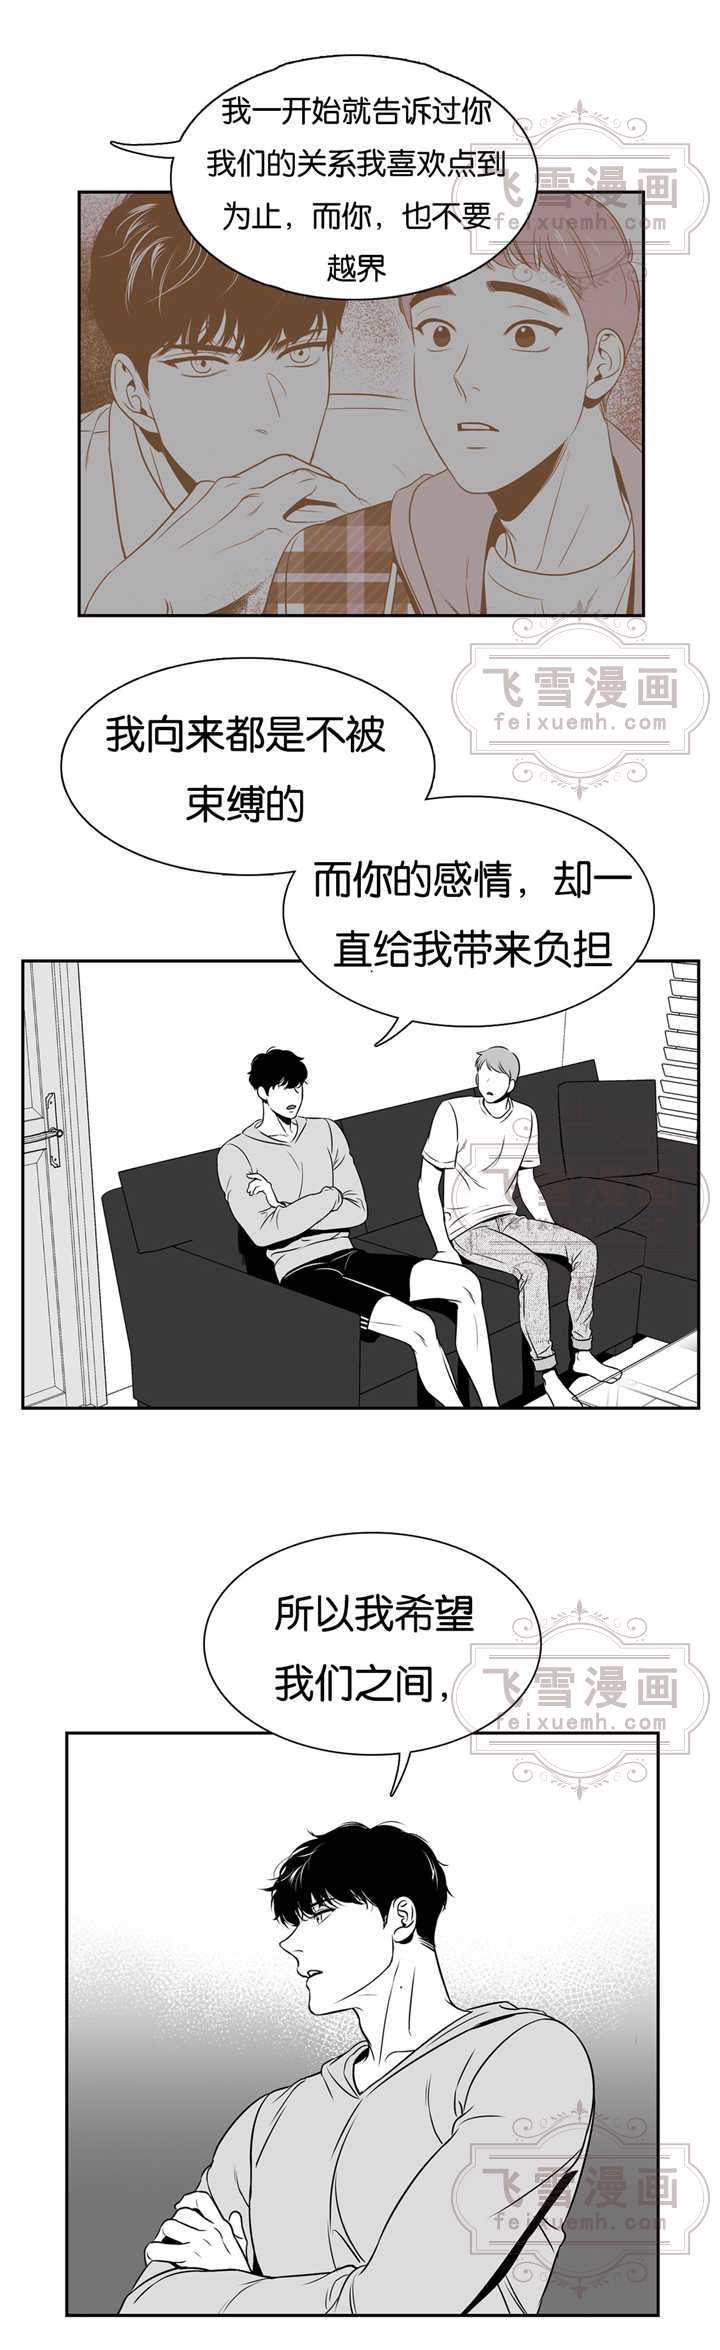 我一开始就告诉过你
我们的关系我喜欢点到
为止，而你，也不要
越界
飞雪漫画
feixuemh.com
飞雪漫画
feixuemh.com
我向来都是不被
束缚的
而你的感情，却一
直给我带来负担
飞雪漫画
所以我希望
我们之间，
飞雪漫画
feixuemh.com
飞雪漫画
feixuemh.com